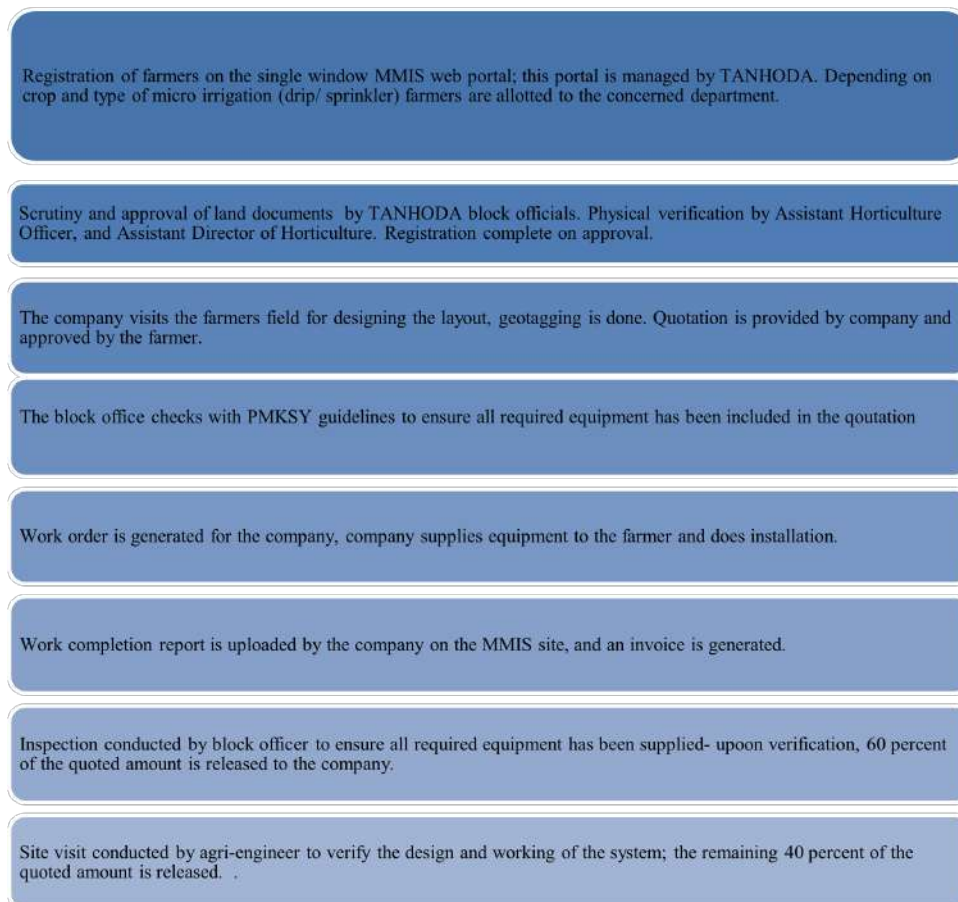 Registration of farmers on the single window MMIS web portal; this portal is managed by TANHODA. Depending on
crop and type of micro irrigation (drip/ sprinkler) farmers are allotted to the concerned department.
Scrutiny and approval of land documents by TANHODA block officials. Physical verification by Assistant Horticulture
Officer, and Assistant Director of Horticulture. Registration complete on approval.
The company visits the farmers field for designing the layout, geotagging is done. Quotation is provided by company and
approved by the farmer.
The block office checks with PMKSY guidelines to ensure all required equipment has been included in the qoutation
Work order is generated for the company, company supplies equipment to the farmer and does installation.
Work completion report is uploaded by the company on the MMIS site, and an invoice is generated.
Inspection conducted by block officer to ensure all required equipment has been supplied- upoon verification, 60 percent
of the quoted amount is released to the company.
Site visit conducted by agri-engineer to verify the design and working of the system; the remaining 40 percent of the
quoted amount is released. .